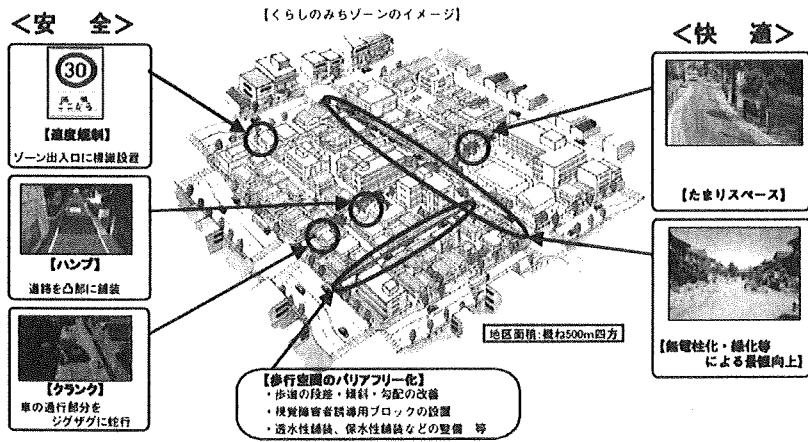 【くらしのみちゾーンのイメージ】
＜安　全＞
30
ここから
【速度規制】
ゾーン出入口に標識設置
【ハンプ】
道路を凸部に舗装
【クランク】
車の通行部分を
ジグザグに蛇行
＜快　適＞
【たまりスペース】
【無電柱化・緑化等
による景観向上】
地区面積：概ね500m四方
【歩行空間のバリアフリー化】
・歩道の段差・傾斜・勾配の改善
・視覚障害者誘導用ブロックの設置
・透水性舗装、保水性舗装などの整備　等